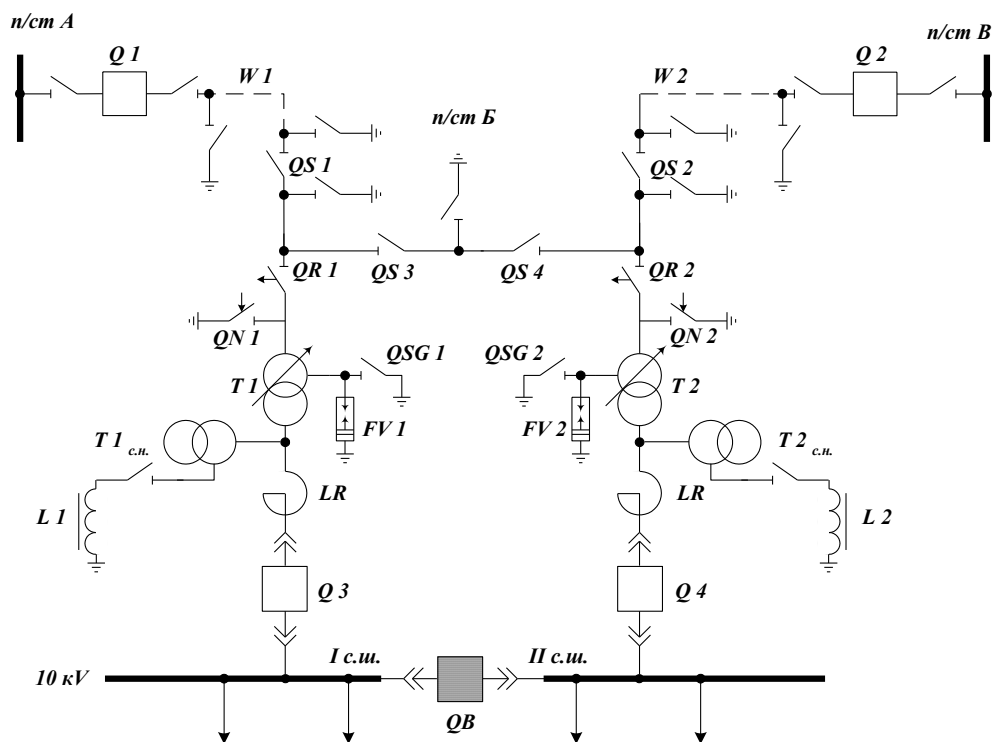 п/ст А
Q 1
W 1
W 2
Q 2
п/ст В
п/ст Б
QS 1
QS 2
QS 3
QS 4
QR 1
QR 2
QN 1
QN 2
QSG 1
QSG 2
T 1
T 2
FV 1
FV 2
T 1 с.н.
T 2 с.н.
LR
LR
L 1
L 2
Q 3
Q 4
I с.ш.
II с.ш.
10 кV
QB